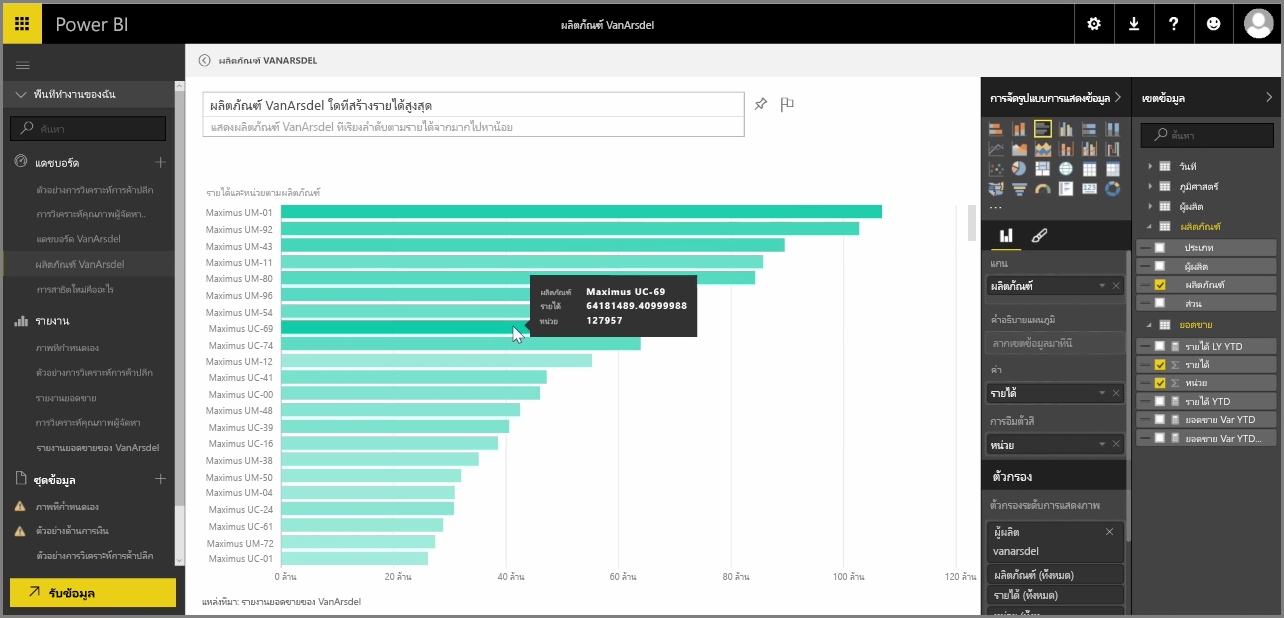 Power BI
ผลิตภัณฑ์ VanArsdel
?
พื้นที่ทำงานของฉัน
ค้นหา
แดชบอร์ด
ตัวอย่างการวิเคราะห์การค้าปลีก
การวิเคราะห์คุณภาพผู้จัดหา..
แดชบอร์ด VanArsdel
ผลิตภัณฑ์ VanArsdel
การสาธิตใหม่คืออะไร
รายงาน
ภาพที่กำหนดเอง
ตัวอย่างการวิเคราะห์การค้าปลีก
รายงานยอดขาย
การวิเคราะห์คุณภาพผู้จัดหา
รายงานยอดขายของ VanArsdel
ชุดข้อมูล
ภาพที่กำหนดเอง
ตัวอย่างด้านการเงิน
ตัวอย่างการวิเคราะห์การค้าปลีก
รับข้อมูล
ผลิตภัณฑ์ VANARSDEL
ผลิตภัณฑ์ VanArsdel ใดที่สร้างรายได้สูงสุด
แสดงผลิตภัณฑ์ VanArsdel ที่เรียงลำดับตามรายได้จากมากไปหาน้อย
รายได้และหน่วยตามผลิตภัณฑ์
Maximus UM-01
Maximus UM-92
Maximus UM-43
Maximus UM-11
Maximus UM-80
Maximus UM-96
Maximus UM-54
Maximus UC-69
Maximus UC-74
Maximus UM-12
Maximus UC-41
Maximus UC-00
Maximus UM-48
Maximus UC-39
Maximus UC-16
Maximus UM-38
Maximus UM-50
Maximus UM-04
Maximus UC-24
Maximus UC-61
Maximus UM-72
Maximus UC-01
ผลิตภัณฑ์ Maximus UC-69
รายได้ 64181489.40999988
หน่วย 127957
0 ล้าน 20 ล้าน 40 ล้าน 60 ล้าน 80 ล้าน 100 ล้าน 120 ล้าน
แหล่งที่มา: รายงานยอดขายของ VanArsdel
การจัดรูปแบบการแสดงข้อมูล
แกน
ผลิตภัณฑ์
คำอธิบายแผนภูมิ
ลากเขตข้อมูลมาที่นี่
ค่า
รายได้
การอิ่มตัวสี
หน่วย
ตัวกรอง
ตัวกรองระดับการแสดงภาพ
ผู้ผลิต
vanarsdel
ผลิตภัณฑ์ (ทั้งหมด)
รายได้ (ทั้งหมด)
เขตข้อมูล
ค้นหา
วันที่
ภูมิศาสตร์
ผู้ผลิต
ผลิตภัณฑ์
ประเภท
ผู้ผลิต
ผลิตภัณฑ์
ส่วน
ยอดขาย
รายได้ LY YTD
รายได้
หน่วย
รายได้ YTD
ยอดขาย Var YTD
ยอดขาย Var YTD...